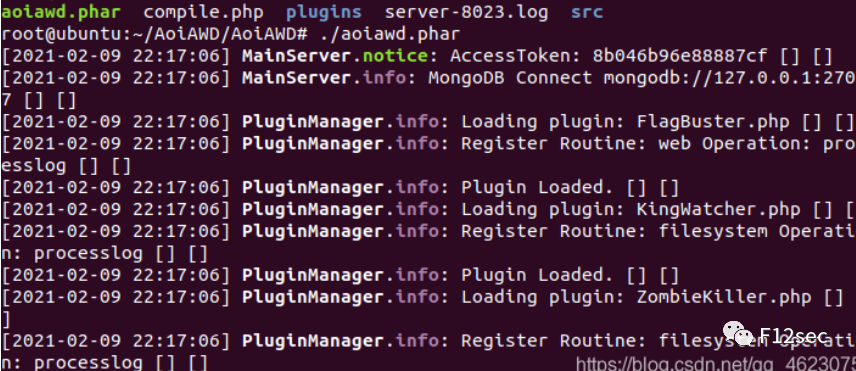 aoiawd.phar  compile.php  plugins  server-8023.log  src
root@ubuntu:~/AoiAWD/AoiAWD# ./aoiawd.phar
[2021-02-09 22:17:06] MainServer.notice: AccessToken: 8b046b96e88887cf [] []
[2021-02-09 22:17:06] MainServer.info: MongoDB Connect mongodb://127.0.0.1:270
7 [] []
[2021-02-09 22:17:06] PluginManager.info: Loading plugin: FlagBuster.php [] []
[2021-02-09 22:17:06] PluginManager.info: Register Routine: web Operation: pro
esslog [] []
[2021-02-09 22:17:06] PluginManager.info: Plugin Loaded. [] []
[2021-02-09 22:17:06] PluginManager.info: Loading plugin: KingWatcher.php [] [
[2021-02-09 22:17:06] PluginManager.info: Register Routine: filesystem Operati
n: processlog [] []
[2021-02-09 22:17:06] PluginManager.info: Plugin Loaded. [] []
[2021-02-09 22:17:06] PluginManager.info: Loading plugin: ZombieKiller.php []
]
[2021-02-09 22:17:06] PluginManager.info: Register Routine: filesystem Operati
n: processlog [] []
F12sec
https://blog.csdn.net/qq_4623075